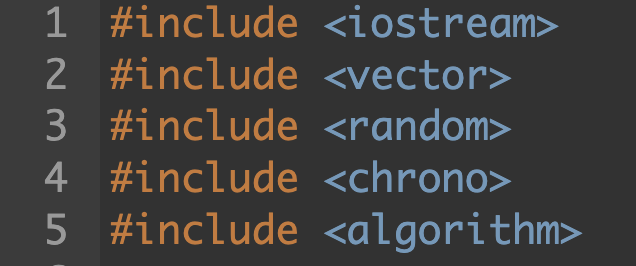 1 #include <iostream>
2 #include <vector>
3 #include <random>
4 #include <chrono>
5 #include <algorithm>